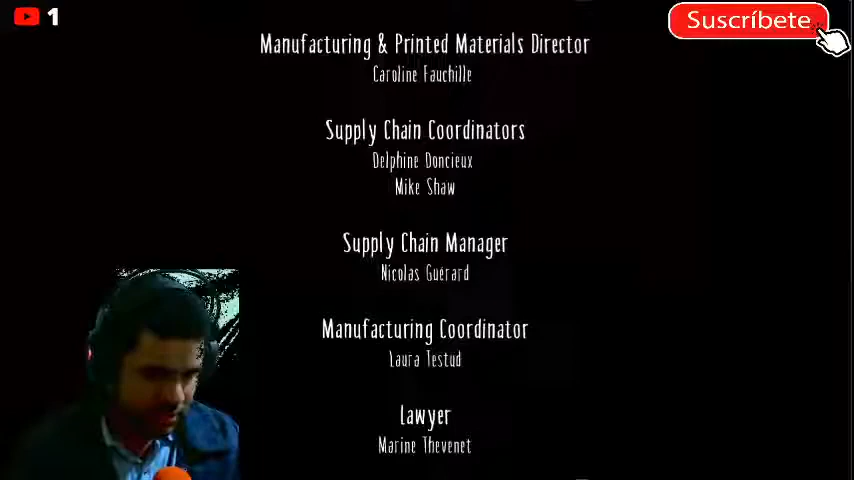 1
Suscríbete
Manufacturing & Printed Materials Director
Caroline Fauchille
Supply Chain Coordinators
Delphine Doncieux
Mike Shaw
Supply Chain Manager
Nicolas Guérard
Manufacturing Coordinator
Laura Testud
Lawyer
Marine Thevenet